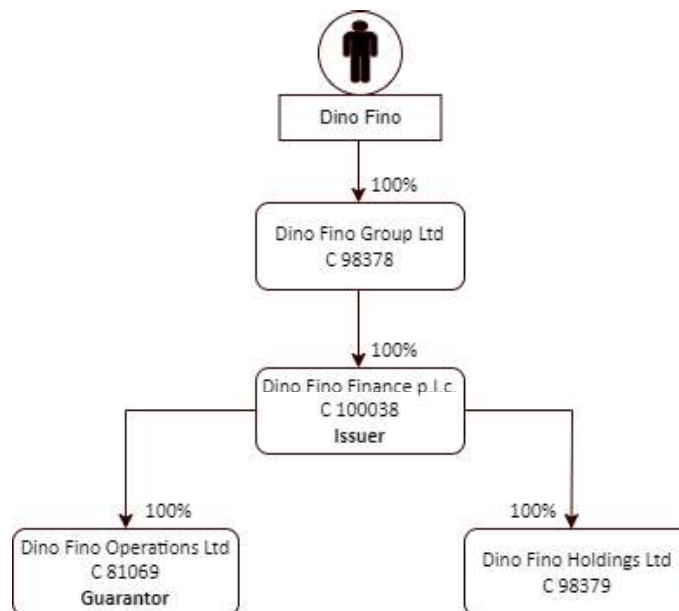 Dino Fino
100%
Dino Fino Group Ltd
C 98378
100%
Dino Fino Finance p.l.c.
C 100038
Issuer
100%
100%
Dino Fino Operations Ltd
C 81069
Guarantor
Dino Fino Holdings Ltd
C 98379